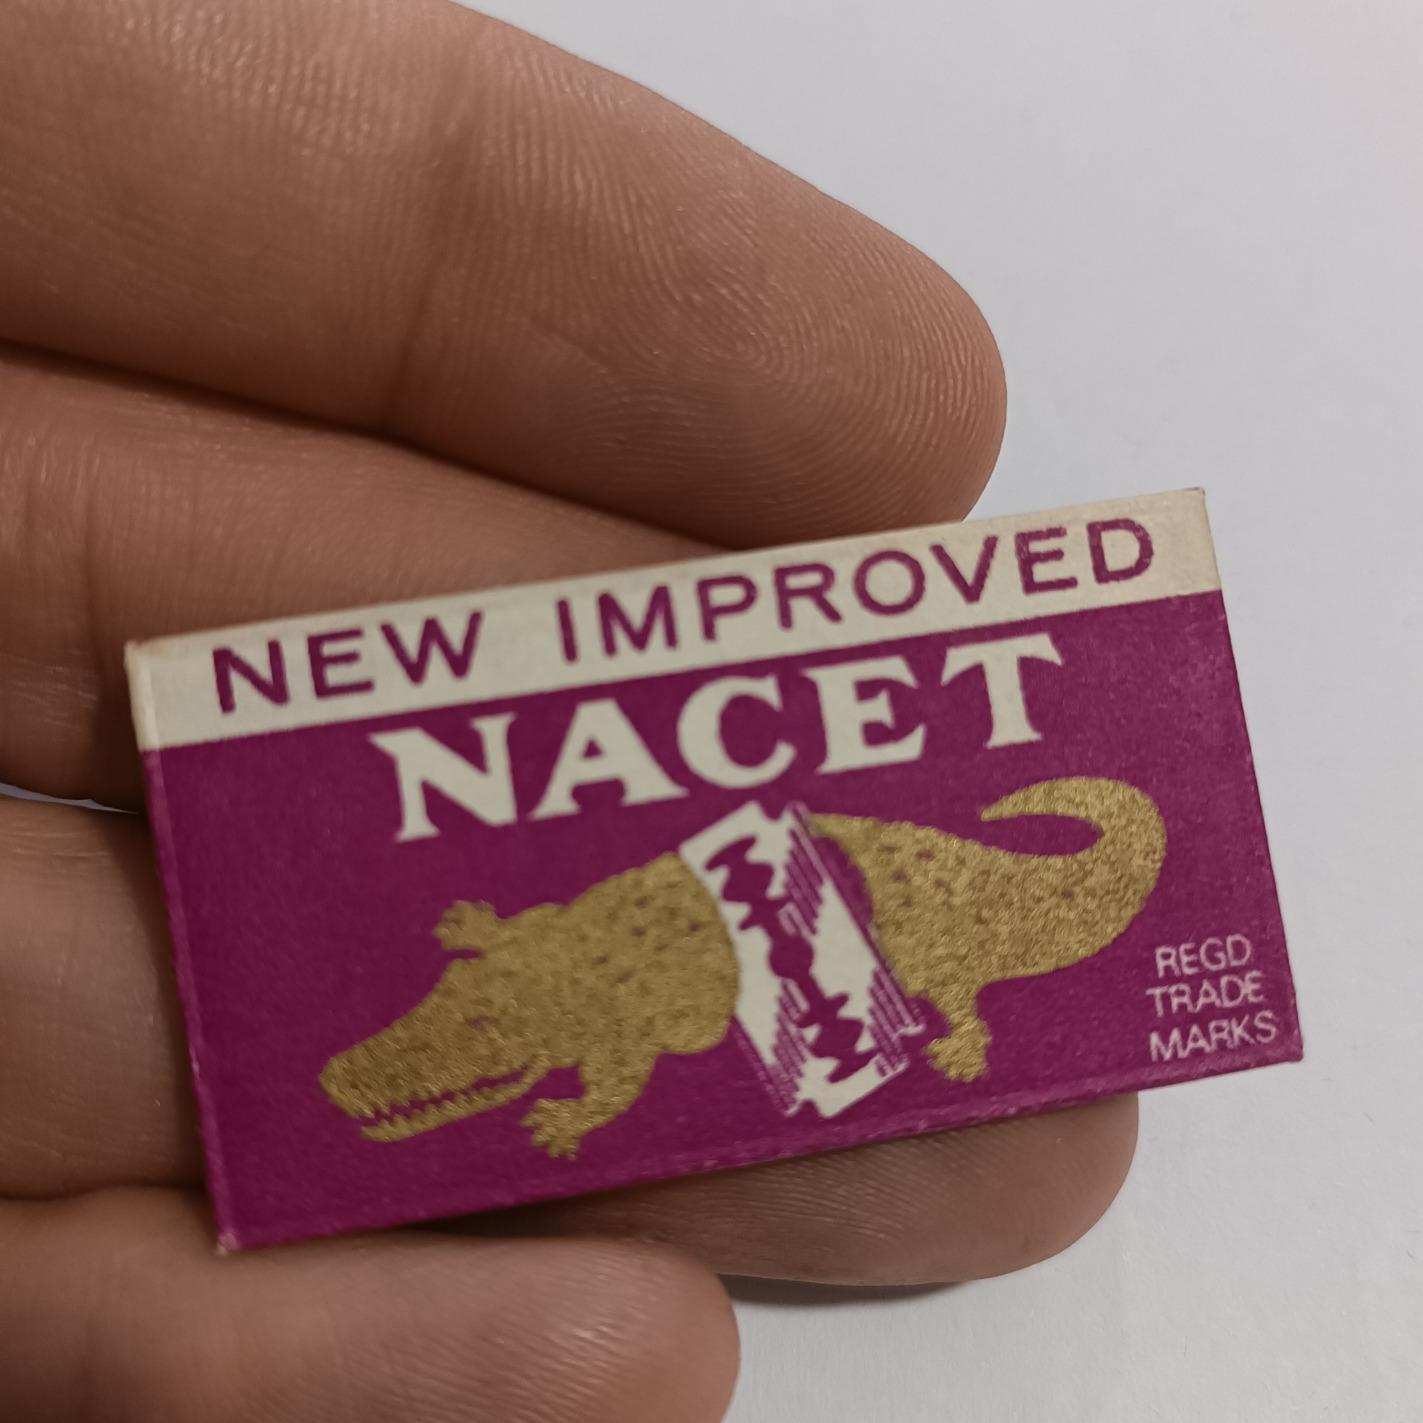 NEW IMPROVED
NACET
REGD
TRADE
MARKS